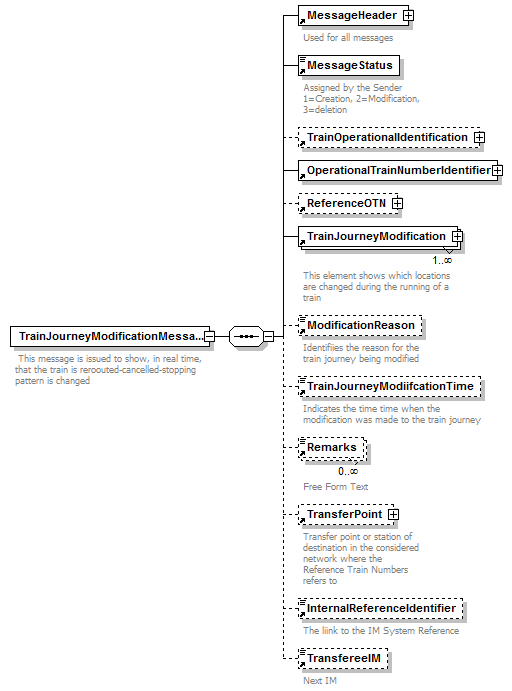 MessageHeader
Used for all messages
MessageStatus
Assigned by the Sender
1=Creation, 2=Modification,
3=deletion
TrainOperationalIdentification
OperationalTrainNumberIdentifier
ReferenceOTN
TrainJourneyModification
1..∞
This element shows which locations
are changed during the running of a
train
TrainJourneyModificationMessa...
This message is issued to show, in real time,
that the train is reroouted-cancelled-stopping
pattern is changed
ModificationReason
Identifiies the reason for the
train journey being modified
TrainJourneyModiifcationTime
Indicates the time time when the
modification was made to the train journey
Remarks
0..∞
Free Form Text
TransferPoint
Transfer point or station of
destination in the considered
network where the
Reference Train Numbers
refers to
InternalReferenceIdentifier
The liink to the IM System Reference
TransfereeIM
Next IM